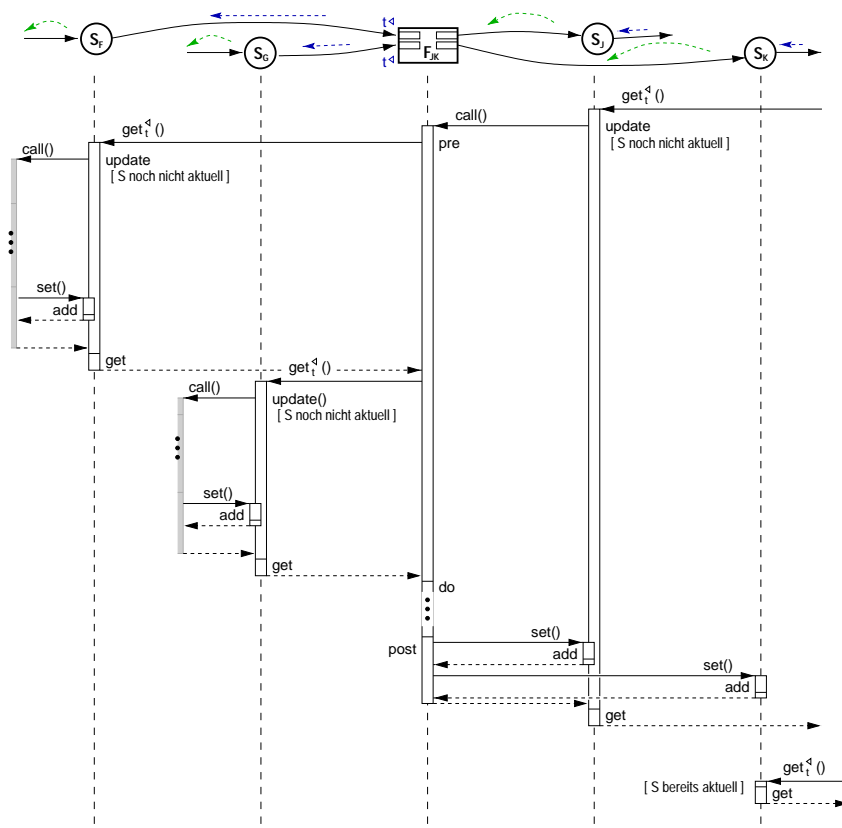 t◁
S_F
S_G
F_JK
t◁
S_J
S_K
get_t^◁ ()
call()
update
[ S noch nicht aktuell ]
get_t^◁ ()
pre
call()
update
[ S noch nicht aktuell ]
set()
add
get
get_t^◁ ()
call()
update()
[ S noch nicht aktuell ]
set()
add
get
do
set()
post
add
set()
add
get
get_t^◁ ()
[ S bereits aktuell ]
get